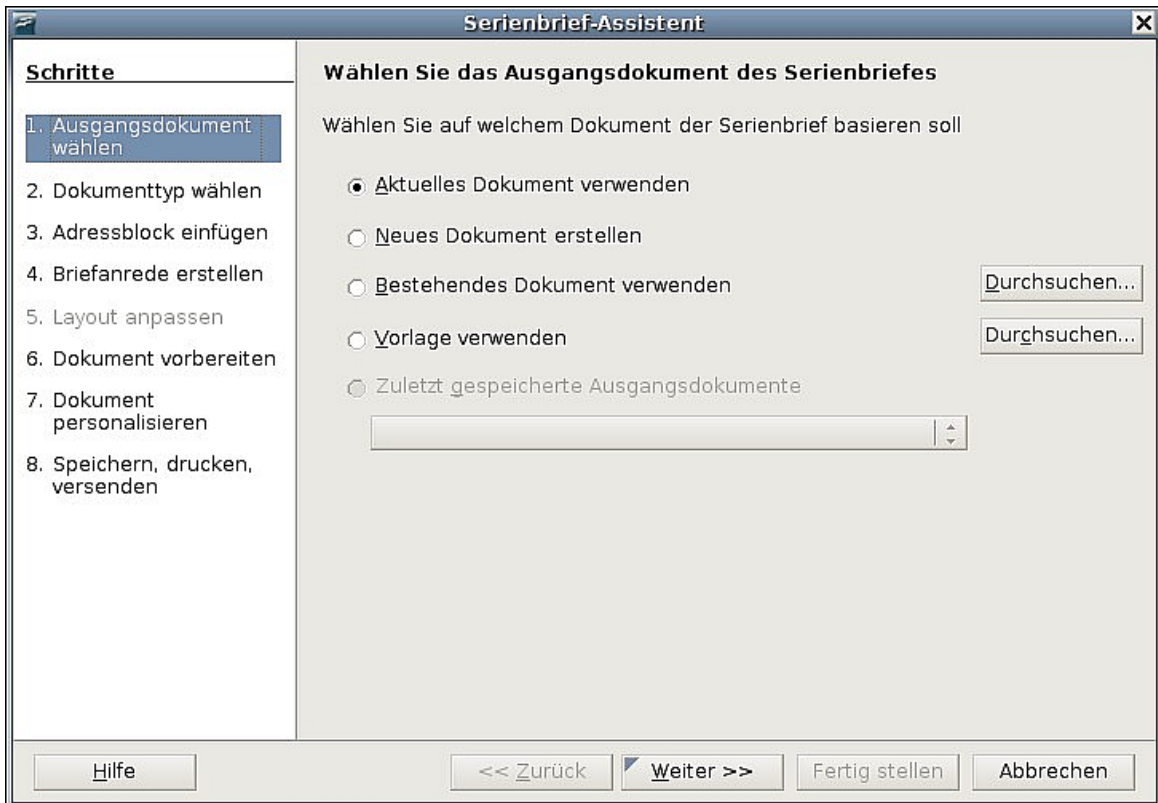 Serienbrief-Assistent
Schritte
1. Ausgangsdokument
wählen
2. Dokumenttyp wählen
3. Adressblock einfügen
4. Briefanrede erstellen
5. Layout anpassen
6. Dokument vorbereiten
7. Dokument
personalisieren
8. Speichern, drucken,
versenden
Wählen Sie das Ausgangsdokument des Serienbriefes
Wählen Sie auf welchem Dokument der Serienbrief basieren soll
Aktuelles Dokument verwenden
Neues Dokument erstellen
Bestehendes Dokument verwenden
Durchsuchen...
Vorlage verwenden
Durchsuchen...
Zuletzt gespeicherte Ausgangsdokumente
Hilfe
<< Zurück
Weiter >>
Fertig stellen
Abbrechen